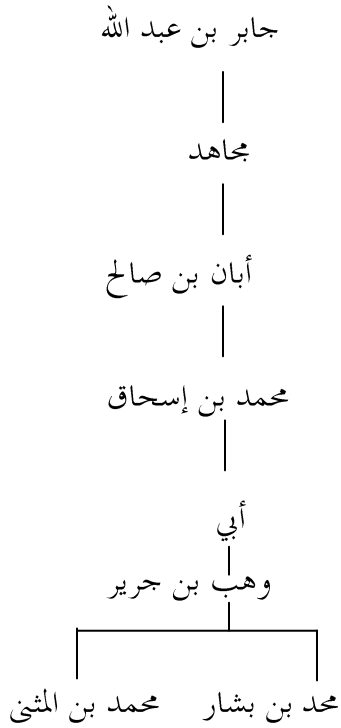 جابر بن عبد الله
مجاهد
أبان بن صالح
محمد بن إسحاق
أبي
وهب بن جرير
محد بن بشار
محمد بن المثنى